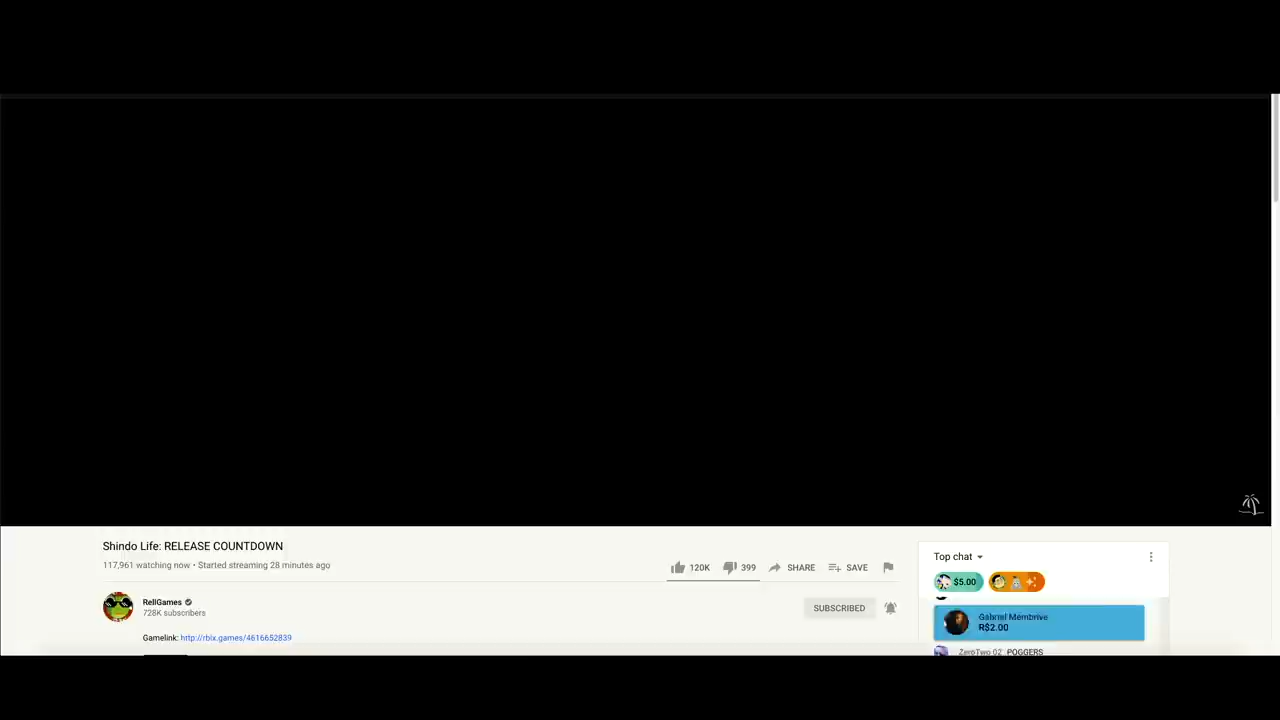 Shindo Life: RELEASE COUNTDOWN
117,961 watching now • Started streaming 28 minutes ago
120K 399 SHARE SAVE
RellGames
728K subscribers
SUBSCRIBED
Gamelink: http://rblx.games/4616652839
Top chat
$5.00
Gabriel Membrive
R$2.00
ZeroTwo 02 POGGERS